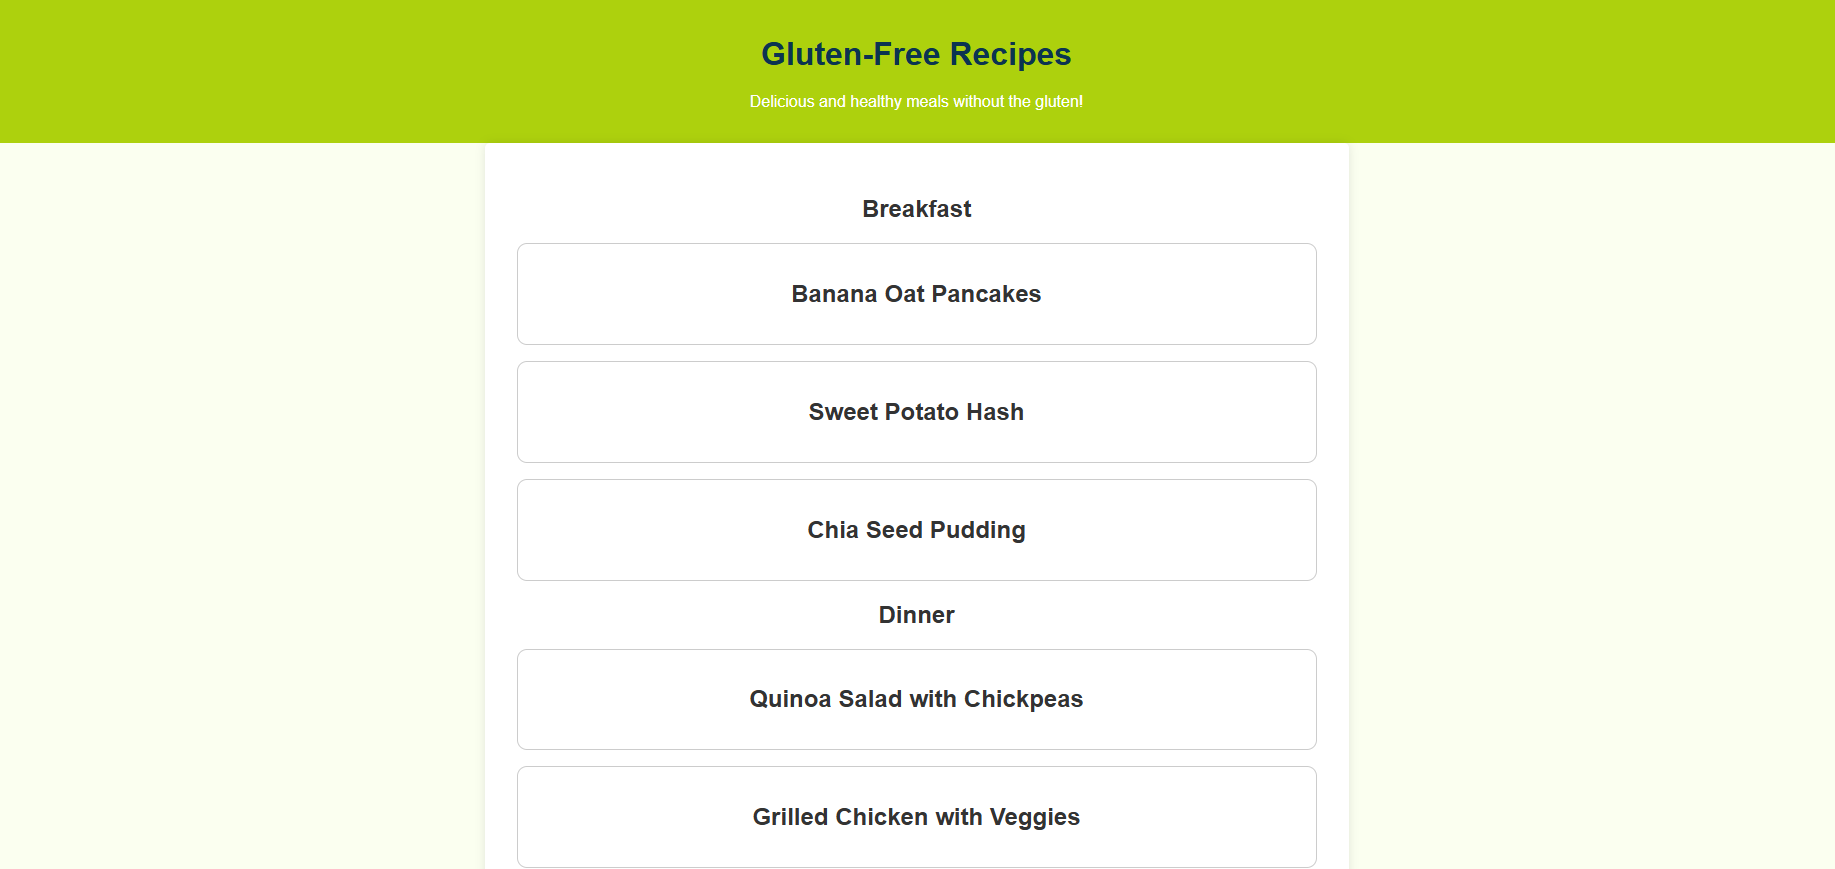 Gluten-Free Recipes
Delicious and healthy meals without the gluten!
Breakfast
Banana Oat Pancakes
Sweet Potato Hash
Chia Seed Pudding
Dinner
Quinoa Salad with Chickpeas
Grilled Chicken with Veggies